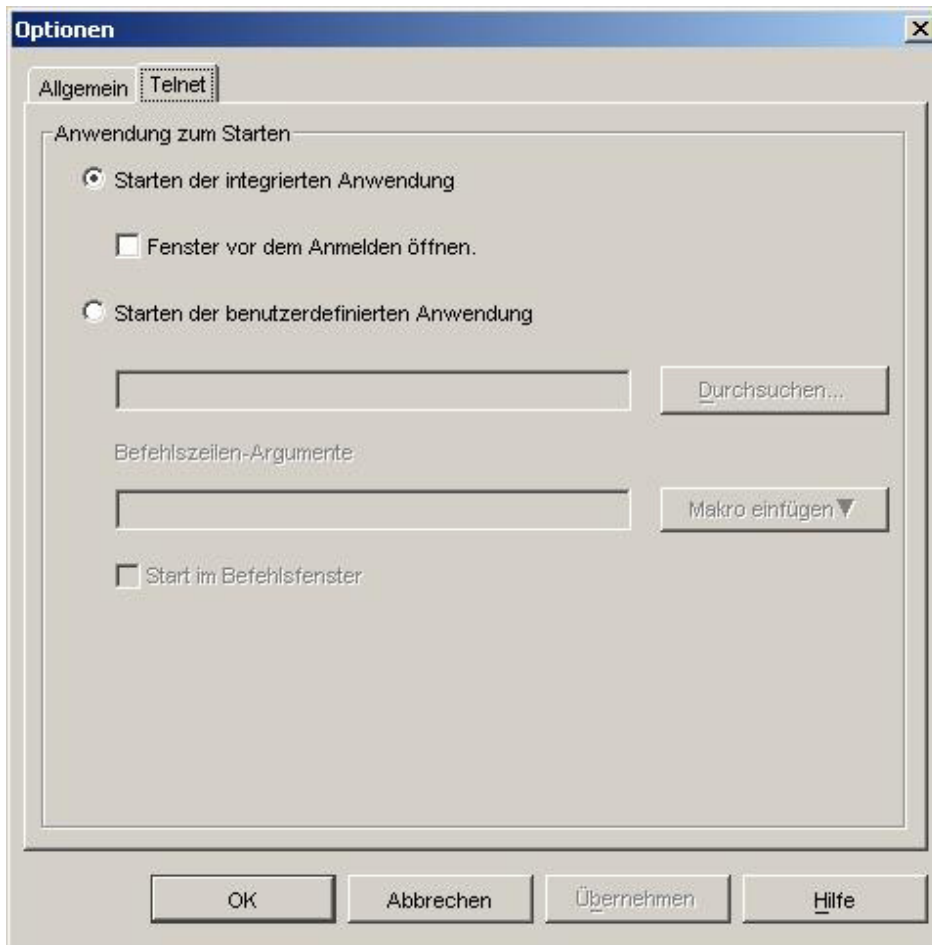 Optionen
Allgemein Telnet
Anwendung zum Starten
Starten der integrierten Anwendung
Fenster vor dem Anmelden öffnen.
Starten der benutzerdefinierten Anwendung
Durchsuchen...
Befehlszeilen-Argumente
Makro einfügen
Start im Befehlsfenster
OK Abbrechen Übernehmen Hilfe